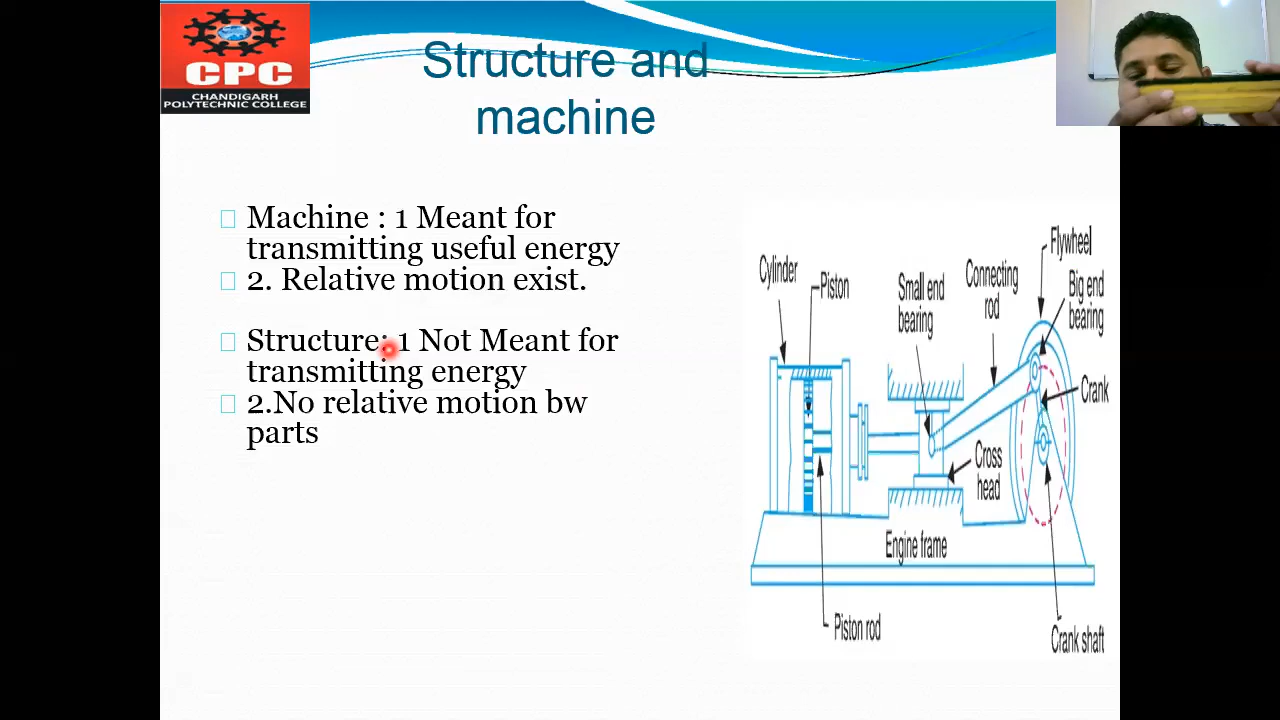 CPC
CHANDIGARH
POLYTECHNIC COLLEGE
Structure and
machine
Machine : 1 Meant for
transmitting useful energy
2. Relative motion exist.
Structure: 1 Not Meant for
transmitting energy
2.No relative motion bw
parts
Cylinder
Piston
Small end
bearing
Connecting
rod
Flywheel
Big end
bearing
Crank
Cross
head
Engine frame
Piston rod
Crank shaft